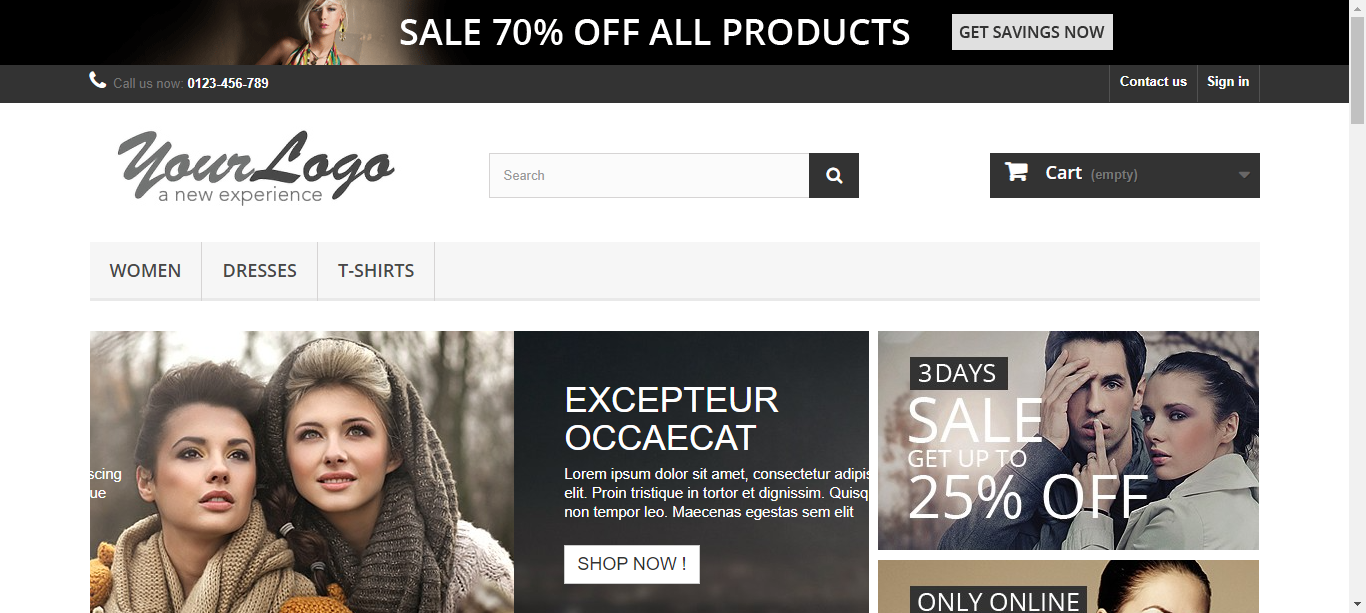 SALE 70% OFF ALL PRODUCTS
GET SAVINGS NOW
Call us now: 0123-456-789
Contact us
Sign in
YourLogo
a new experience
Search
Cart (empty)
WOMEN
DRESSES
T-SHIRTS
scing
ue
EXCEPTEUR
OCCAECAT
Lorem ipsum dolor sit amet, consectetur adipis
elit. Proin tristique in tortor et dignissim. Quisq
non tempor leo. Maecenas egestas sem elit
SHOP NOW !
3 DAYS
SALE
GET UP TO
25% OFF
ONLY ONLINE